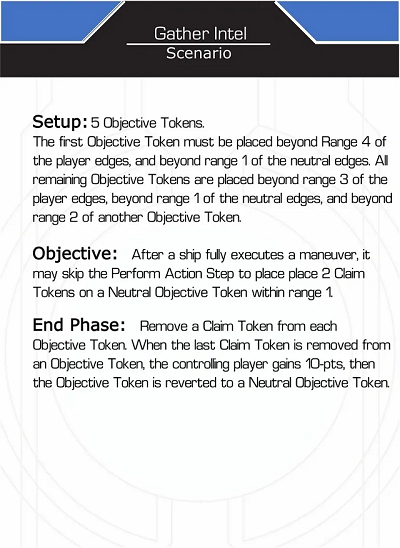 Gather Intel
Scenario
Setup: 5 Objective Tokens.
The first Objective Token must be placed beyond Range 4 of
the player edges, and beyond range 1 of the neutral edges. All
remaining Objective Tokens are placed beyond range 3 of the
player edges, beyond range 1 of the neutral edges, and beyond
range 2 of another Objective Token.
Objective: After a ship fully executes a maneuver, it
may skip the Perform Action Step to place place 2 Claim
Tokens on a Neutral Objective Token within range 1.
End Phase: Remove a Claim Token from each
Objective Token. When the last Claim Token is removed from
an Objective Token, the controlling player gains 10-pts, then
the Objective Token is reverted to a Neutral Objective Token.